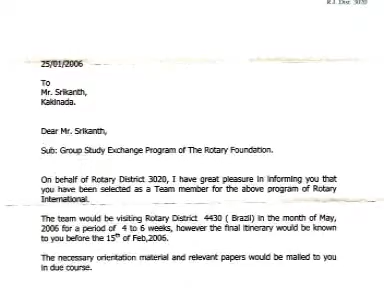 R.I. Dist. 3020
25/01/2006
To
Mr. Srikanth,
Kakinada.
Dear Mr. Srikanth,
Sub: Group Study Exchange Program of The Rotary Foundation.
On behalf of Rotary District 3020, I have great pleasure in informing you that
you have been selected as a Team member for the above program of Rotary
International.
The team would be visiting Rotary District 4430 ( Brazil) in the month of May,
2006 for a period of 4 to 6 weeks, however the final itinerary would be known
to you before the 15th of Feb,2006.
The necessary orientation material and relevant papers would be mailed to you
in due course.